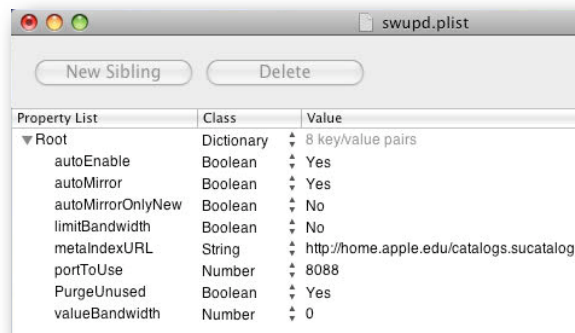 swupd.plist
New Sibling Delete
Property List Class Value
Root Dictionary 8 key/value pairs
autoEnable Boolean Yes
autoMirror Boolean Yes
autoMirrorOnlyNew Boolean No
limitBandwidth Boolean No
metaIndexURL String http://home.apple.edu/catalogs.sucatalog
portToUse Number 8088
PurgeUnused Boolean Yes
valueBandwidth Number 0